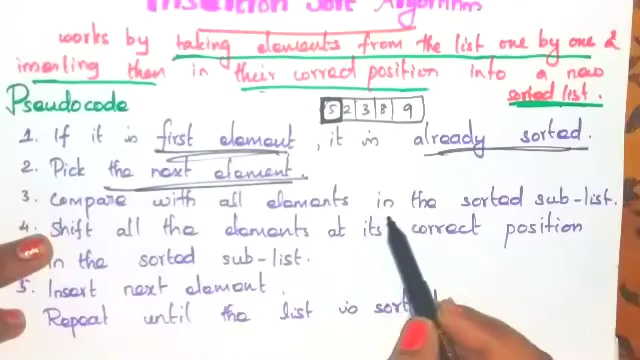 Insertion Sort Algorithm
works by taking elements from the list one by one &
inserting them in their correct position into a new
sorted list.
Pseudocode
5 2 3 8 9
1. If it is first element, it is already sorted.
2. Pick the next element.
3. Compare with all elements in the sorted sub-list.
4. Shift all the elements at its correct position
in the sorted sub-list.
5. Insert next element.
Repeat until the list is